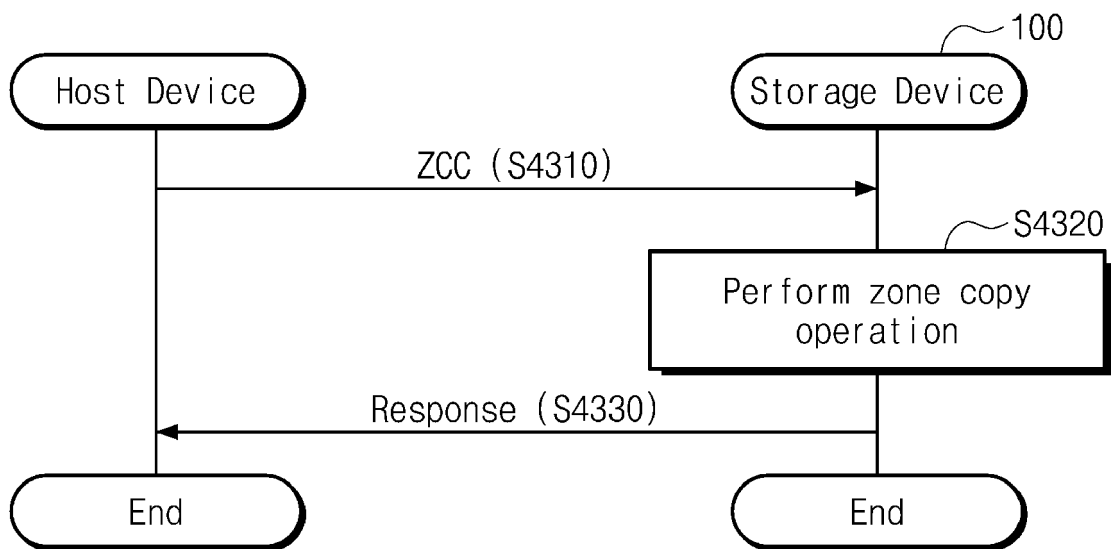 100
Host Device
Storage Device
ZCC (S4310)
S4320
Perform zone copy
operation
Response (S4330)
End
End